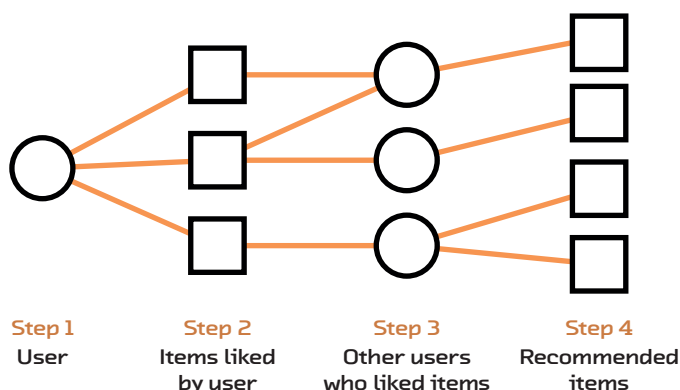 Step 1
User
Step 2
Items liked
by user
Step 3
Other users
who liked items
Step 4
Recommended
items